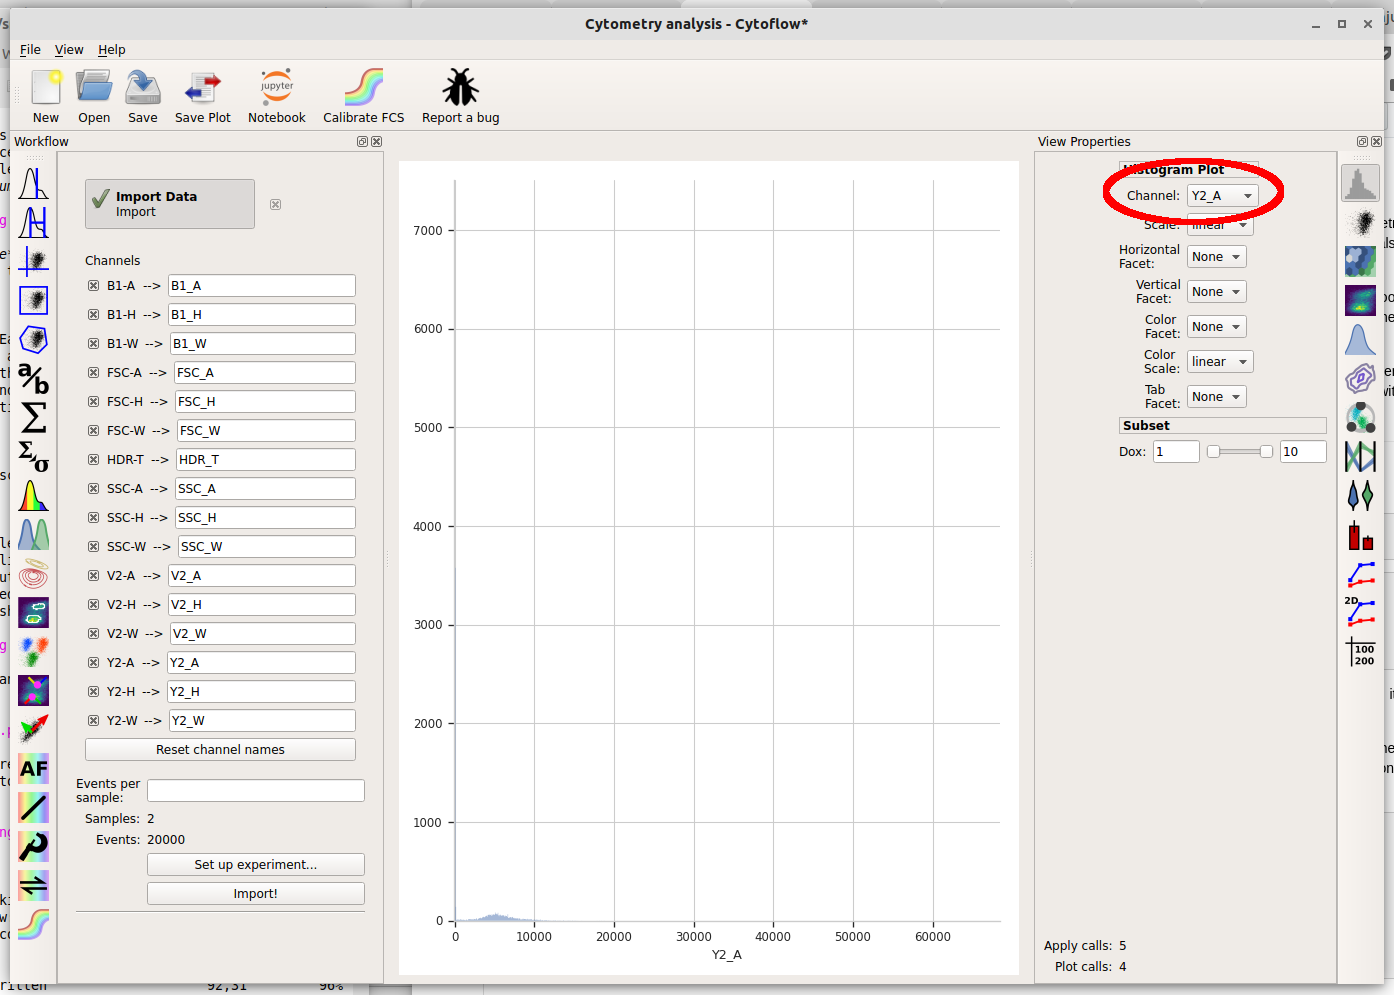 Cytometry analysis - Cytoflow*
File View Help
New Open Save Save Plot Notebook Calibrate FCS Report a bug
jupyter
Workflow
Import Data
Import
Channels
B1-A --> B1_A
B1-H --> B1_H
B1-W --> B1_W
FSC-A --> FSC_A
FSC-H --> FSC_H
FSC-W --> FSC_W
HDR-T --> HDR_T
SSC-A --> SSC_A
SSC-H --> SSC_H
SSC-W --> SSC_W
V2-A --> V2_A
V2-H --> V2_H
V2-W --> V2_W
Y2-A --> Y2_A
Y2-H --> Y2_H
Y2-W --> Y2_W
Reset channel names
Events per
sample:
Samples: 2
Events: 20000
Set up experiment...
Import!
a/b
Σ
Σ,σ
AF
7000
6000
5000
4000
3000
2000
1000
0
0 10000 20000 30000 40000 50000 60000
Y2_A
View Properties
Histogram Plot
Channel: Y2_A
Scale: linear
Horizontal
Facet: None
Vertical
Facet: None
Color
Facet: None
Color
Scale: linear
Tab
Facet: None
Subset
Dox: 1 10
Apply calls: 5
Plot calls: 4
2D
100
200
92,31 96%